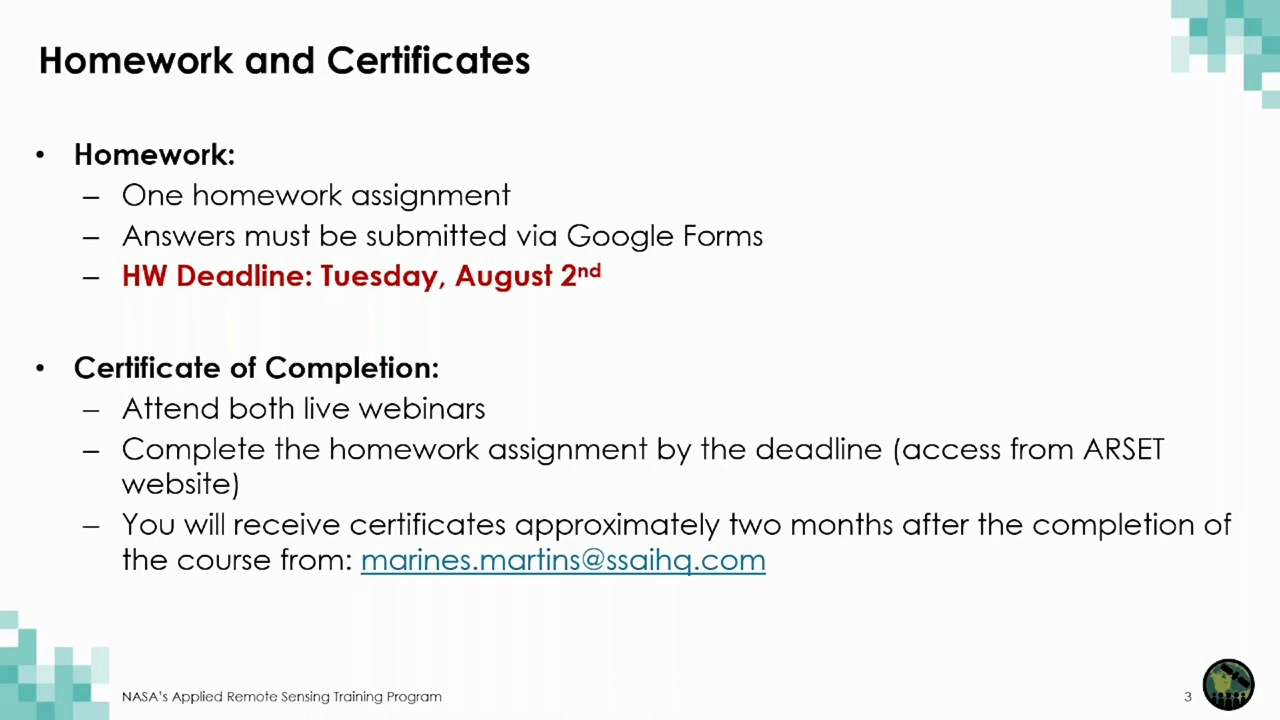 Homework and Certificates
• Homework:
– One homework assignment
– Answers must be submitted via Google Forms
– HW Deadline: Tuesday, August 2nd
• Certificate of Completion:
– Attend both live webinars
– Complete the homework assignment by the deadline (access from ARSET
website)
– You will receive certificates approximately two months after the completion of
the course from: marines.martins@ssaihq.com
NASA's Applied Remote Sensing Training Program
3